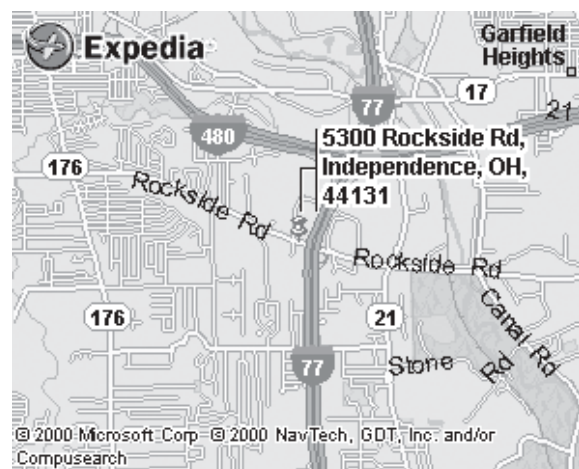 Expedia
Garfield
Heights
77
17
21
480
5300 Rockside Rd,
Independence, OH,
44131
176
Rockside Rd
Rockside Rd
176
21
Canal Rd
77
Stone Rd
© 2000 Microsoft Corp © 2000 NavTech, GDT, Inc. and/or
Compusearch